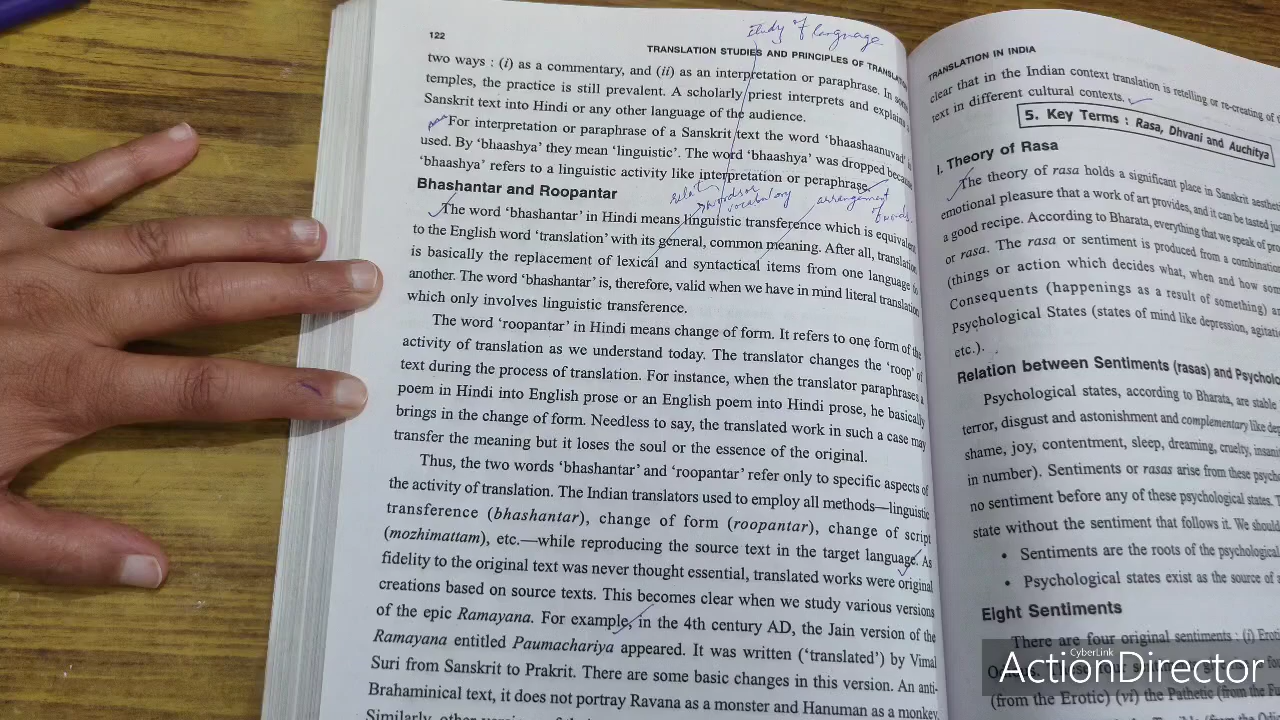 study of language
122
TRANSLATION STUDIES AND PRINCIPLES OF
two ways : (i) as a commentary, and (ii) as an interpretation or paraphrase. In
temples, the practice is still prevalent. A scholarly priest interprets and
Sanskrit text into Hindi or any other language of the audience.
For interpretation or paraphrase of a Sanskrit text the word 'bhaashaanuvad'
used. By 'bhaashya' they mean 'linguistic'. The word 'bhaashya' was dropped because
'bhaashya' refers to a linguistic activity like interpretation or peraphrase.
Bhashantar and Roopantar
vocabulary
arrangement
of words
The word 'bhashantar' in Hindi means linguistic transference which is
to the English word 'translation' with its general, common meaning. After all, translation
is basically the replacement of lexical and syntactical items from one language
another. The word 'bhashantar' is, therefore, valid when we have in mind literal translation
which only involves linguistic transference.
The word 'roopantar' in Hindi means change of form. It refers to one form of the
activity of translation as we understand today. The translator changes the 'roop' of
text during the process of translation. For instance, when the translator paraphrases
poem in Hindi into English prose or an English poem into Hindi prose, he basically
brings in the change of form. Needless to say, the translated work in such a case may
transfer the meaning but it loses the soul or the essence of the original.
Thus, the two words 'bhashantar' and 'roopantar' refer only to specific aspects of
the activity of translation. The Indian translators used to employ all methods—linguistic
transference (bhashantar), change of form (roopantar), change of script
(mozhimattam), etc.—while reproducing the source text in the target language. As
fidelity to the original text was never thought essential, translated works were original
creations based on source texts. This becomes clear when we study various versions
of the epic Ramayana. For example, in the 4th century AD, the Jain version of the
Ramayana entitled Paumachariya appeared. It was written ('translated') by Vimal
Suri from Sanskrit to Prakrit. There are some basic changes in this version. An anti-
Brahaminical text, it does not portray Ravana as a monster and Hanuman as a monkey.
Similarly, other
TRANSLATION IN INDIA
clear that in the Indian context translation is retelling or re-creating of
text in different cultural contexts.
5. Key Terms : Rasa, Dhvani and Auchitya
I. Theory of Rasa
The theory of rasa holds a significant place in Sanskrit
emotional pleasure that a work of art provides, and it can be tasted
a good recipe. According to Bharata, everything that we speak of
or rasa. The rasa or sentiment is produced from a
(things or action which decides what, when and how
Consequents (happenings as a result of something)
Psychological States (states of mind like depression,
etc.).
Relation between Sentiments (rasas) and
Psychological states, according to Bharata, are stable
terror, disgust and astonishment and complementary like
shame, joy, contentment, sleep, dreaming, cruelty,
in number). Sentiments or rasas arise from these
no sentiment before any of these psychological states.
state without the sentiment that follows it. We should
• Sentiments are the roots of the psychological
• Psychological states exist as the source of
Eight Sentiments
There are four original sentiments : (i)
(from the Erotic) (vi) the Pathetic (from the
CyberLink
ActionDirector